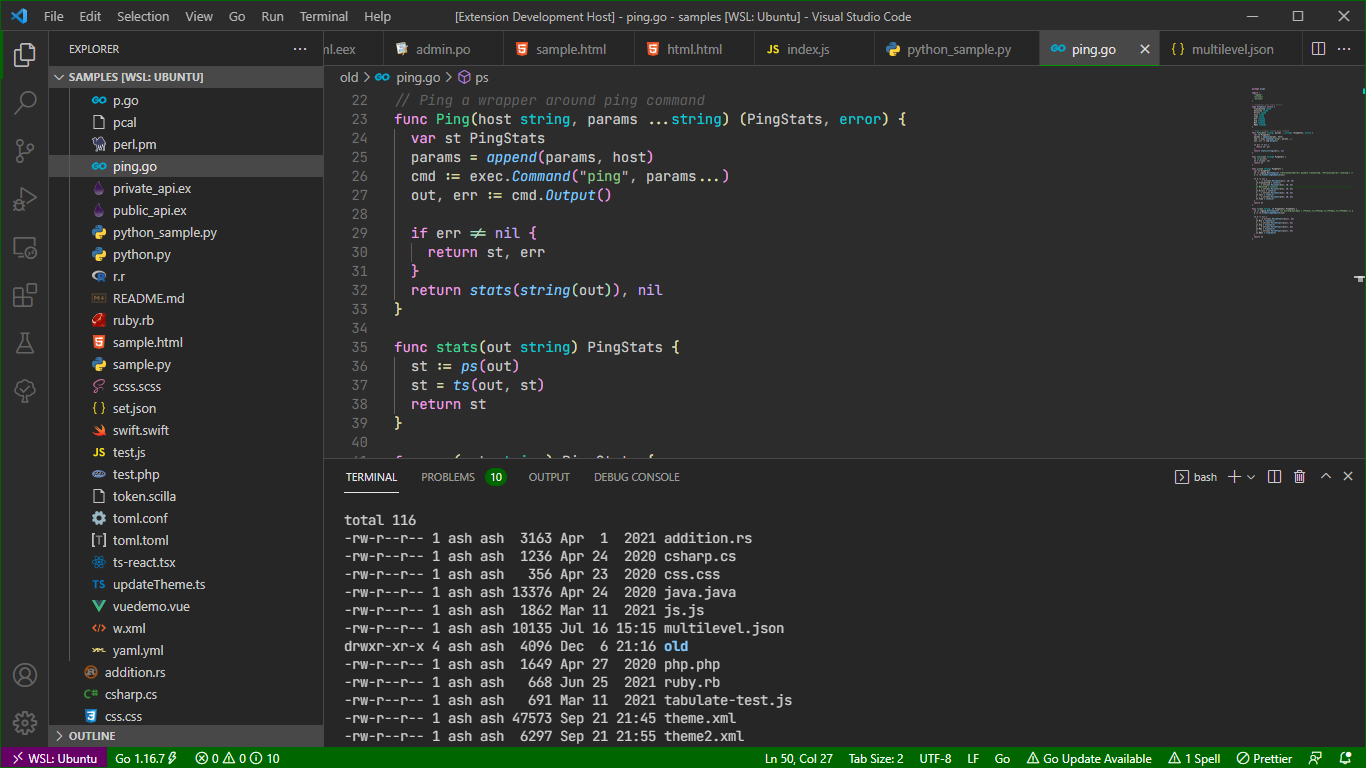 File Edit Selection View Go Run Terminal Help [Extension Development Host] - ping.go - samples [WSL: Ubuntu] - Visual Studio Code
EXPLORER
ml.eex admin.po sample.html html.html JS index.js python_sample.py ping.go { } multilevel.json
SAMPLES [WSL: UBUNTU]
old > ping.go > ps
p.go
pcal
perl.pm
ping.go
private_api.ex
public_api.ex
python_sample.py
python.py
r.r
README.md
ruby.rb
sample.html
sample.py
scss.scss
{ } set.json
swift.swift
JS test.js
test.php
token.scilla
toml.conf
[T] toml.toml
ts-react.tsx
TS updateTheme.ts
vuedemo.vue
w.xml
yaml.yml
addition.rs
C# csharp.cs
css.css
OUTLINE
22 // Ping a wrapper around ping command
23 func Ping(host string, params ...string) (PingStats, error) {
24 var st PingStats
25 params = append(params, host)
26 cmd := exec.Command("ping", params...)
27 out, err := cmd.Output()
28
29 if err != nil {
30 return st, err
31 }
32 return stats(string(out)), nil
33 }
34
35 func stats(out string) PingStats {
36 st := ps(out)
37 st = ts(out, st)
38 return st
39 }
40
TERMINAL PROBLEMS 10 OUTPUT DEBUG CONSOLE bash
total 116
-rw-r--r-- 1 ash ash 3163 Apr 1 2021 addition.rs
-rw-r--r-- 1 ash ash 1236 Apr 24 2020 csharp.cs
-rw-r--r-- 1 ash ash 356 Apr 23 2020 css.css
-rw-r--r-- 1 ash ash 13376 Apr 24 2020 java.java
-rw-r--r-- 1 ash ash 1862 Mar 11 2021 js.js
-rw-r--r-- 1 ash ash 10135 Jul 16 15:15 multilevel.json
drwxr-xr-x 4 ash ash 4096 Dec 6 21:16 old
-rw-r--r-- 1 ash ash 1649 Apr 27 2020 php.php
-rw-r--r-- 1 ash ash 668 Jun 25 2021 ruby.rb
-rw-r--r-- 1 ash ash 691 Mar 11 2021 tabulate-test.js
-rw-r--r-- 1 ash ash 47573 Sep 21 21:45 theme.xml
-rw-r--r-- 1 ash ash 6297 Sep 21 21:55 theme2.xml
WSL: Ubuntu Go 1.16.7 0 0 10 Ln 50, Col 27 Tab Size: 2 UTF-8 LF Go Go Update Available 1 Spell Prettier